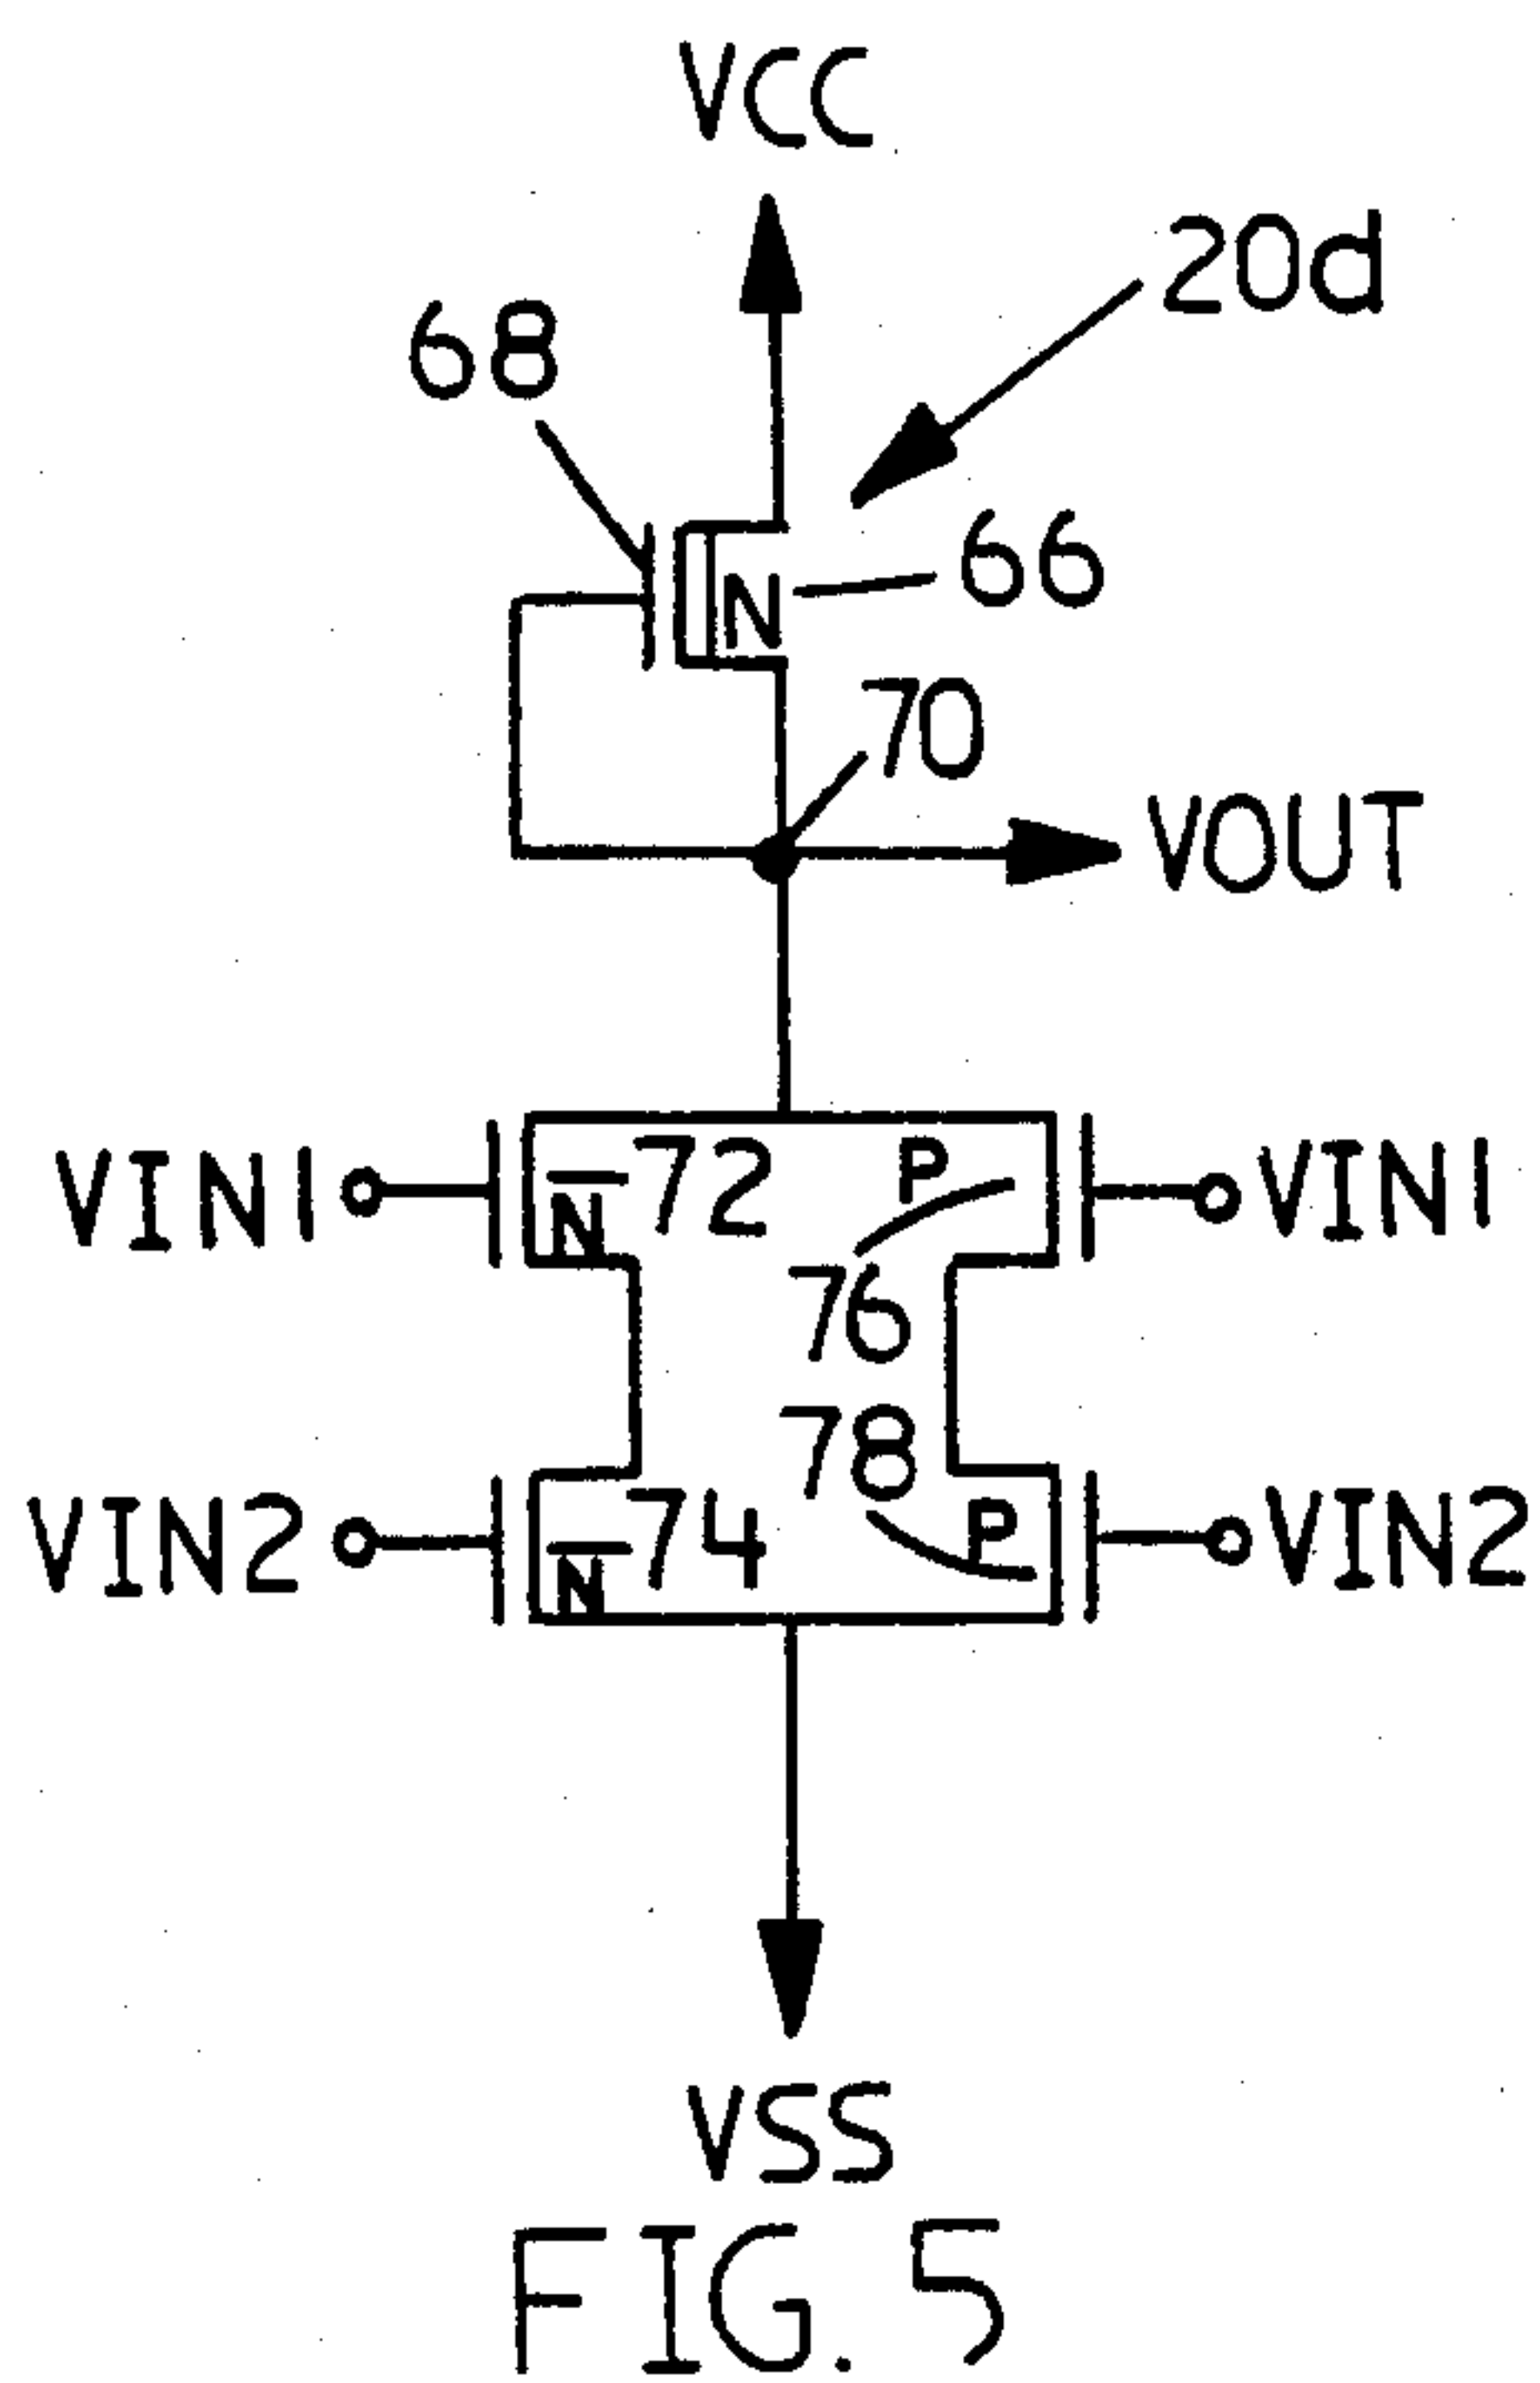 VCC
20d
68
66
N
70
VOUT
VIN1 N 72 P VIN1
76
78
VIN2 N 74 P VIN2
VSS
FIG. 5